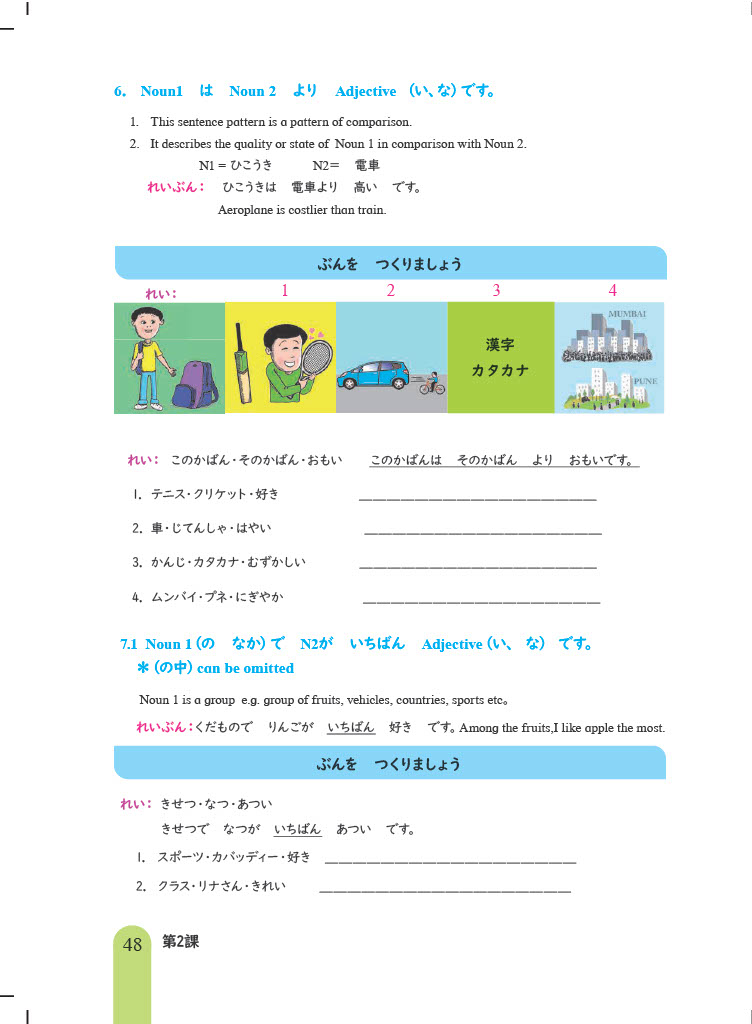 6. Noun1 は Noun 2 より Adjective (い、な) です。
1. This sentence pattern is a pattern of comparison.
2. It describes the quality or state of Noun 1 in comparison with Noun 2.
N1 = ひこうき N2＝ 電車
れいぶん： ひこうきは 電車より 高い です。
Aeroplane is costlier than train.
ぶんを つくりましょう
れい： 1 2 3 4
漢字
カタカナ
MUMBAI
PUNE
れい： このかばん・そのかばん・おもい このかばんは そのかばん より おもいです。
1. テニス・クリケット・好き ____________________
2. 車・じてんしゃ・はやい ____________________
3. かんじ・カタカナ・むずかしい ____________________
4. ムンバイ・プネ・にぎやか ____________________
7.1 Noun 1 (の なか) で N2が いちばん Adjective (い、 な) です。
＊ (の中) can be omitted
Noun 1 is a group e.g. group of fruits, vehicles, countries, sports etc。
れいぶん：くだもので りんごが いちばん 好き です。Among the fruits,I like apple the most.
ぶんを つくりましょう
れい： きせつ・なつ・あつい
きせつで なつが いちばん あつい です。
1. スポーツ・カバッディー・好き ____________________
2. クラス・リナさん・きれい ____________________
48 第2課